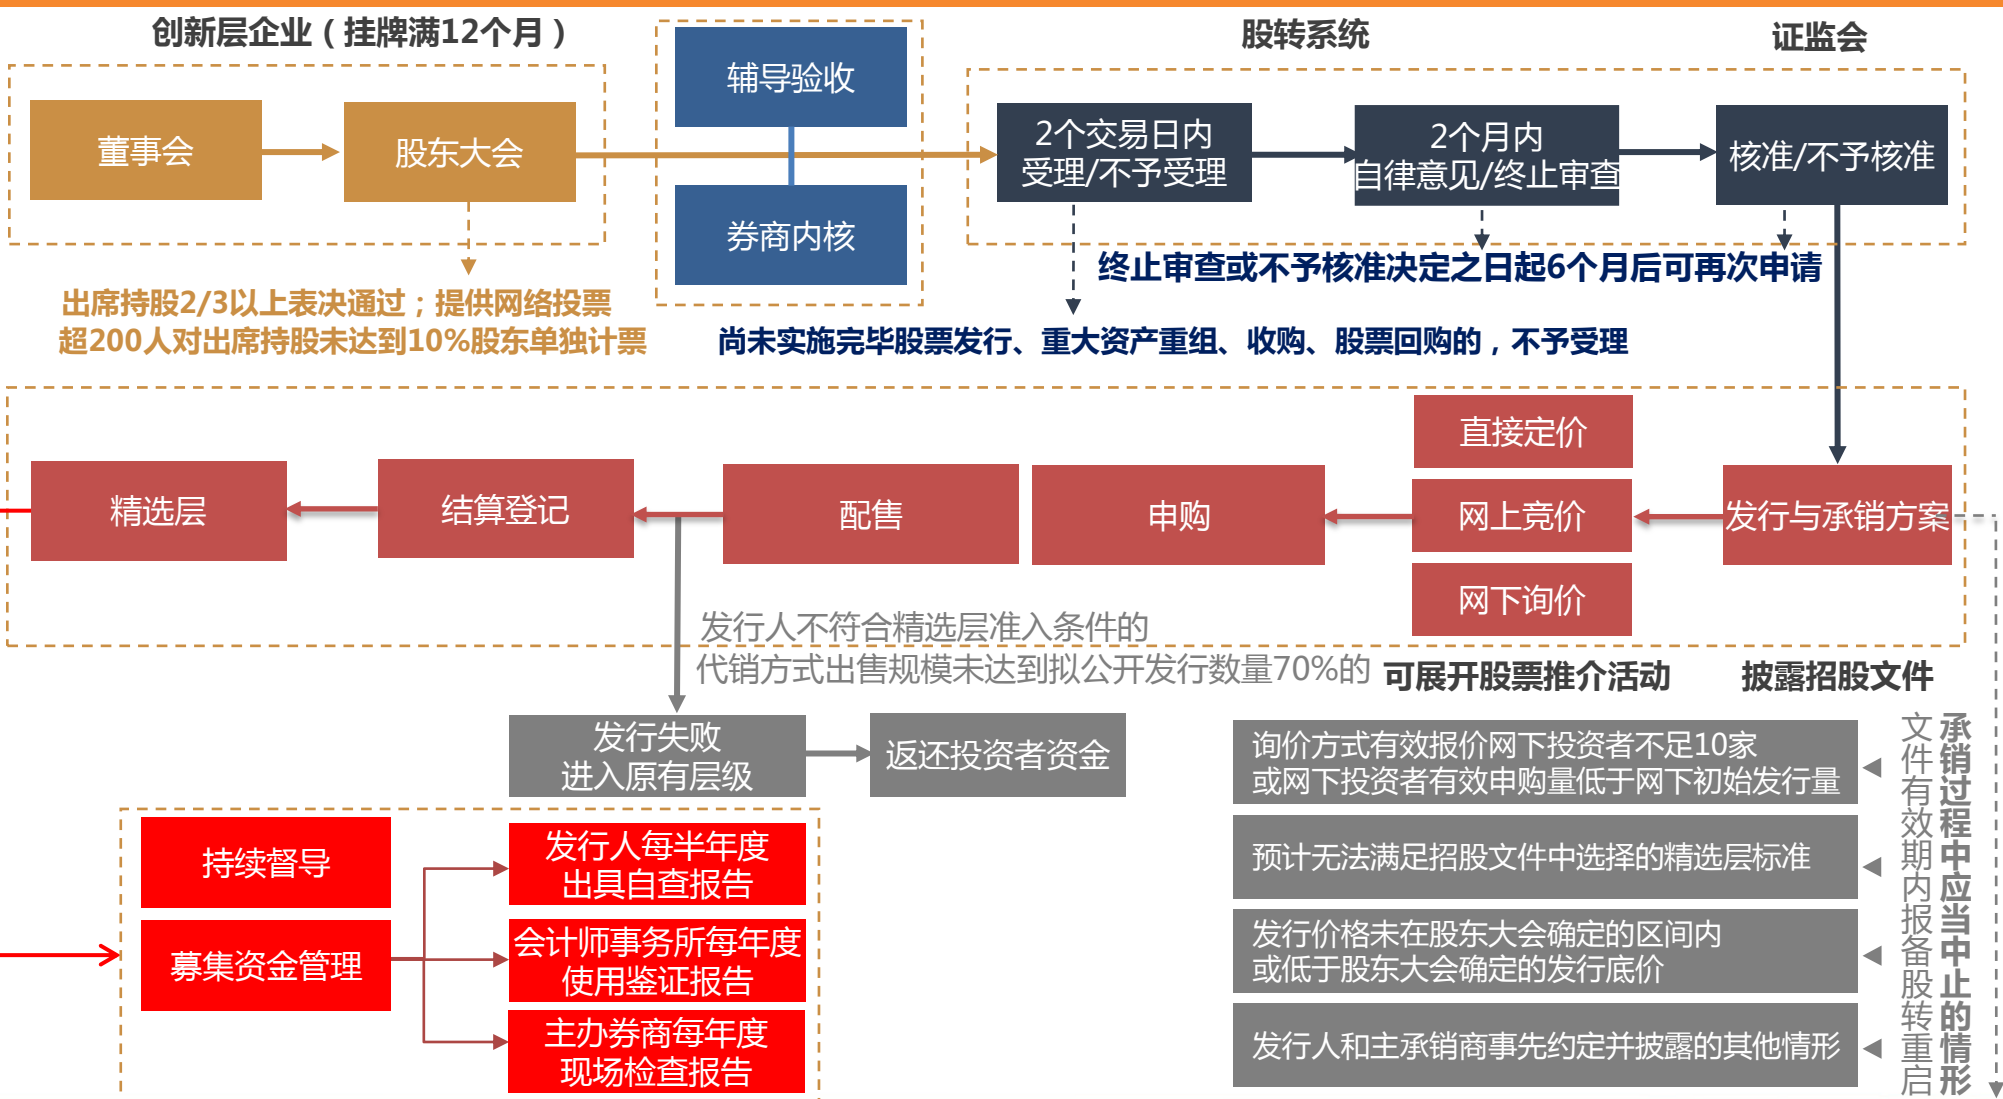 创新层企业（挂牌满12个月）
股转系统
证监会
董事会
股东大会
辅导验收
券商内核
2个交易日内
受理/不予受理
2个月内
自律意见/终止审查
核准/不予核准
终止审查或不予核准决定之日起6个月后可再次申请
出席持股2/3以上表决通过；提供网络投票
超200人对出席持股未达到10%股东单独计票
尚未实施完毕股票发行、重大资产重组、收购、股票回购的，不予受理
精选层
结算登记
配售
申购
直接定价
网上竞价
网下询价
发行与承销方案
发行人不符合精选层准入条件的
代销方式出售规模未达到拟公开发行数量70%的
可展开股票推介活动
披露招股文件
发行失败
进入原有层级
返还投资者资金
询价方式有效报价网下投资者不足10家
或网下投资者有效申购量低于网下初始发行量
预计无法满足招股文件中选择的精选层标准
发行价格未在股东大会确定的区间内
或低于股东大会确定的发行底价
发行人和主承销商事先约定并披露的其他情形
承销过程中应当中止的情形
文件有效期内报备股转重启
持续督导
募集资金管理
发行人每半年度
出具自查报告
会计师事务所每年度
使用鉴证报告
主办券商每年度
现场检查报告